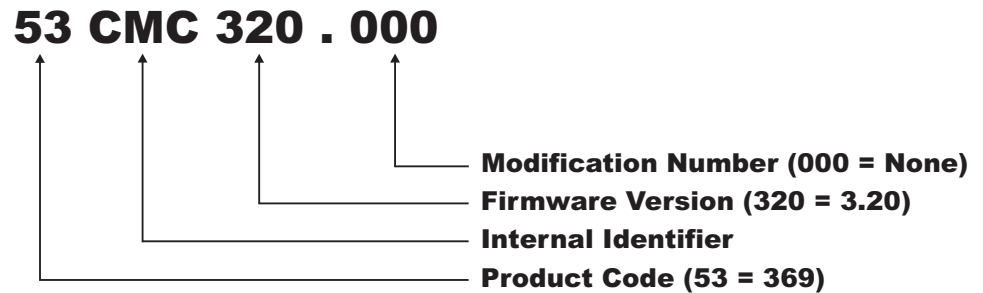 53 CMC 320 . 000
Modification Number (000 = None)
Firmware Version (320 = 3.20)
Internal Identifier
Product Code (53 = 369)